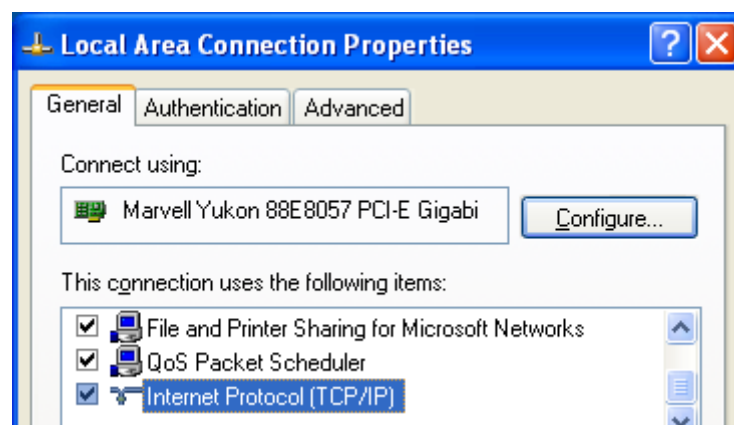 Local Area Connection Properties
General Authentication Advanced
Connect using:
Marvell Yukon 88E8057 PCI-E Gigabi Configure...
This connection uses the following items:
File and Printer Sharing for Microsoft Networks
QoS Packet Scheduler
Internet Protocol (TCP/IP)